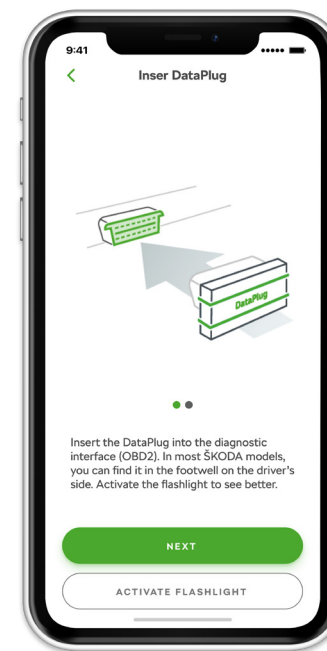 9:41
Inser DataPlug
DataPlug
Insert the DataPlug into the diagnostic
interface (OBD2). In most ŠKODA models,
you can find it in the footwell on the driver's
side. Activate the flashlight to see better.
NEXT
ACTIVATE FLASHLIGHT